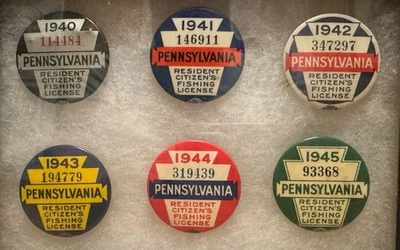 1940
114484
PENNSYLVANIA
RESIDENT
CITIZEN'S
FISHING
LICENSE
1941
146911
PENNSYLVANIA
RESIDENT
CITIZEN'S
FISHING
LICENSE
1942
347297
PENNSYLVANIA
RESIDENT
CITIZEN'S
FISHING
LICENSE
1943
194779
PENNSYLVANIA
RESIDENT
CITIZEN'S
FISHING
LICENSE
1944
319439
PENNSYLVANIA
RESIDENT
CITIZEN'S
FISHING
LICENSE
1945
93368
PENNSYLVANIA
RESIDENT
CITIZEN'S
FISHING
LICENSE